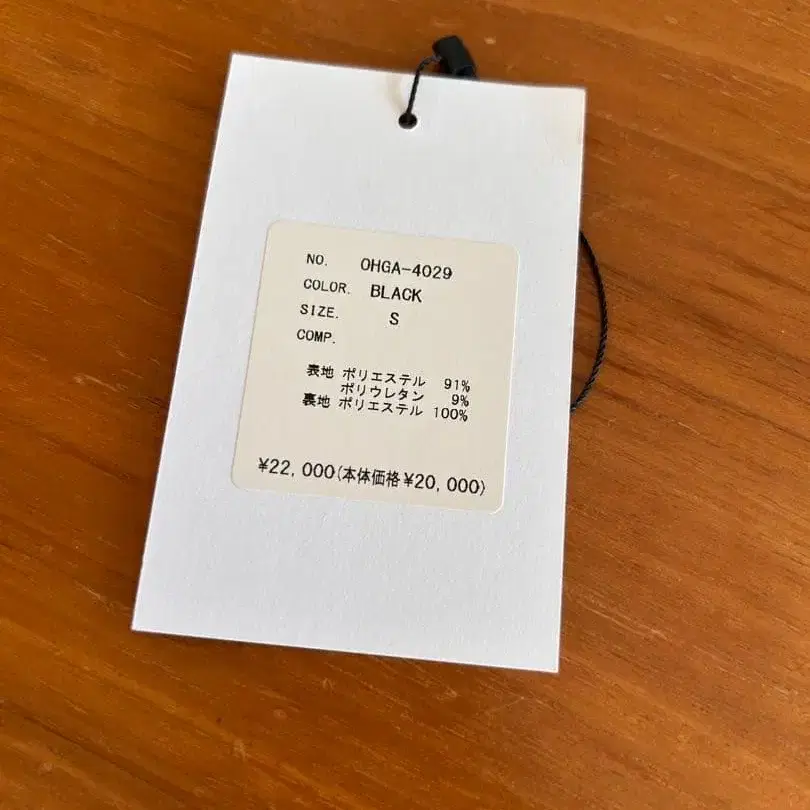 NO. OHGA-4029
COLOR. BLACK
SIZE. S
COMP.
表地 ポリエステル 91%
ポリウレタン 9%
裏地 ポリエステル 100%
¥22,000(本体価格¥20,000)